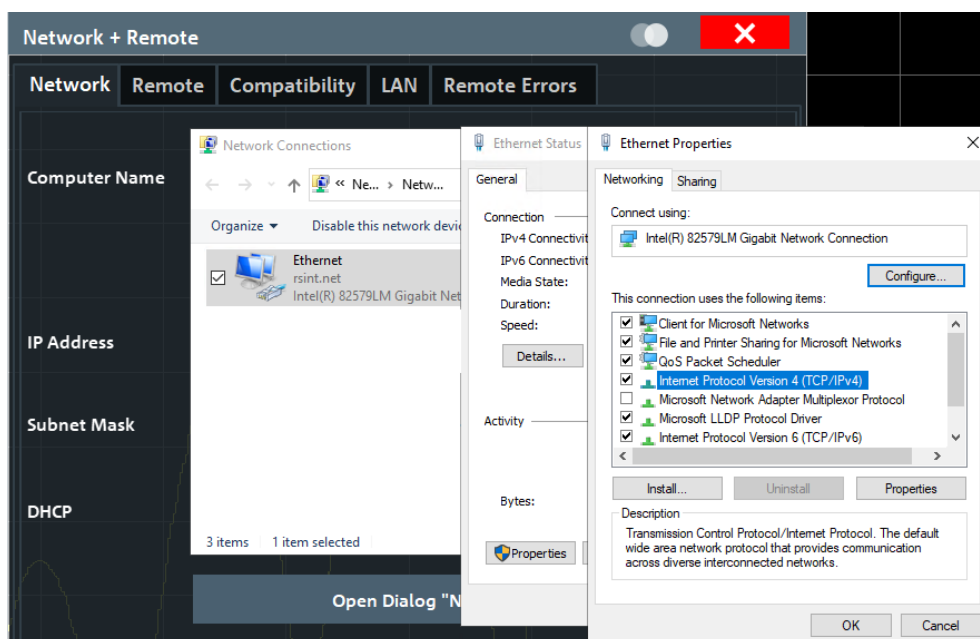 Network + Remote
Network Remote Compatibility LAN Remote Errors
Computer Name
IP Address
Subnet Mask
DHCP
Network Connections
« Ne... › Netw...
Organize Disable this network devi
Ethernet
rsint.net
Intel(R) 82579LM Gigabit Net
3 items 1 item selected
Open Dialog "N
Ethernet Status
General
Connection
IPv4 Connectivit
IPv6 Connectivit
Media State:
Duration:
Speed:
Details...
Activity
Bytes:
Properties
Ethernet Properties
Networking Sharing
Connect using:
Intel(R) 82579LM Gigabit Network Connection
Configure...
This connection uses the following items:
Client for Microsoft Networks
File and Printer Sharing for Microsoft Networks
QoS Packet Scheduler
Internet Protocol Version 4 (TCP/IPv4)
Microsoft Network Adapter Multiplexor Protocol
Microsoft LLDP Protocol Driver
Internet Protocol Version 6 (TCP/IPv6)
Install... Uninstall Properties
Description
Transmission Control Protocol/Internet Protocol. The default
wide area network protocol that provides communication
across diverse interconnected networks.
OK Cancel